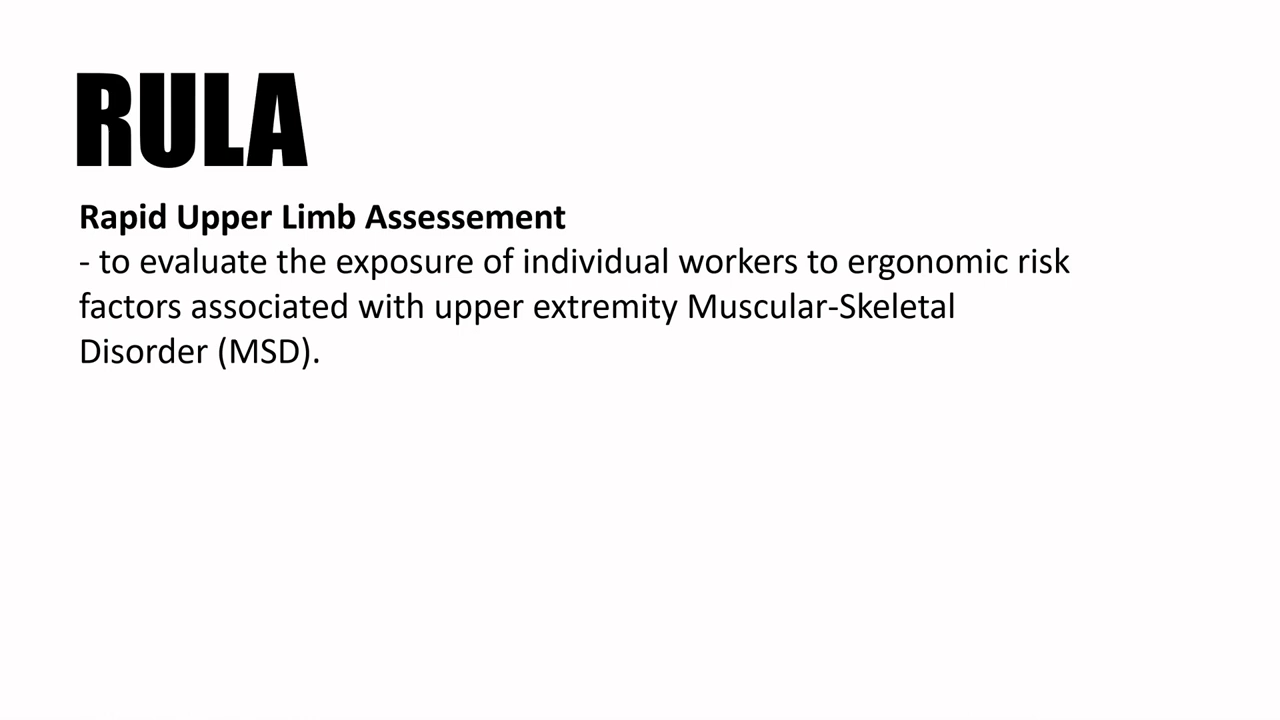 RULA
Rapid Upper Limb Assessement
- to evaluate the exposure of individual workers to ergonomic risk
factors associated with upper extremity Muscular-Skeletal
Disorder (MSD).